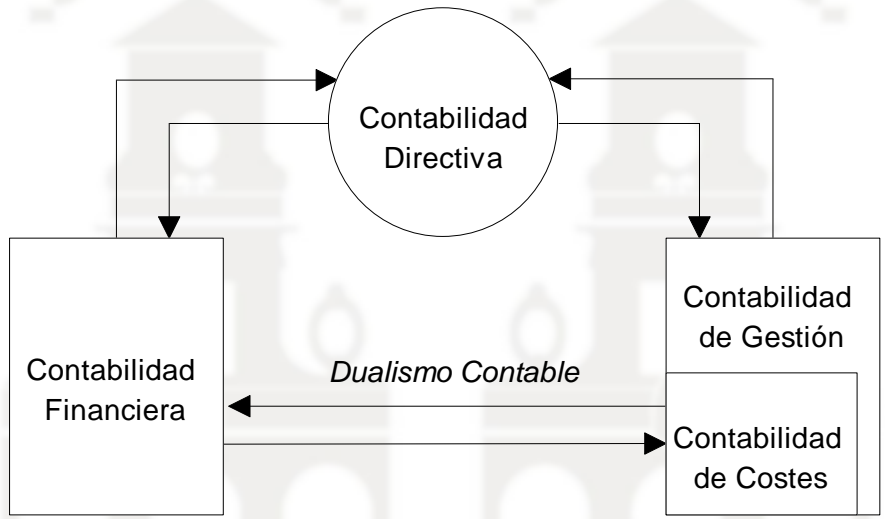 Contabilidad
Directiva
Contabilidad
de Gestión
Contabilidad
Financiera
Dualismo Contable
Contabilidad
de Costes